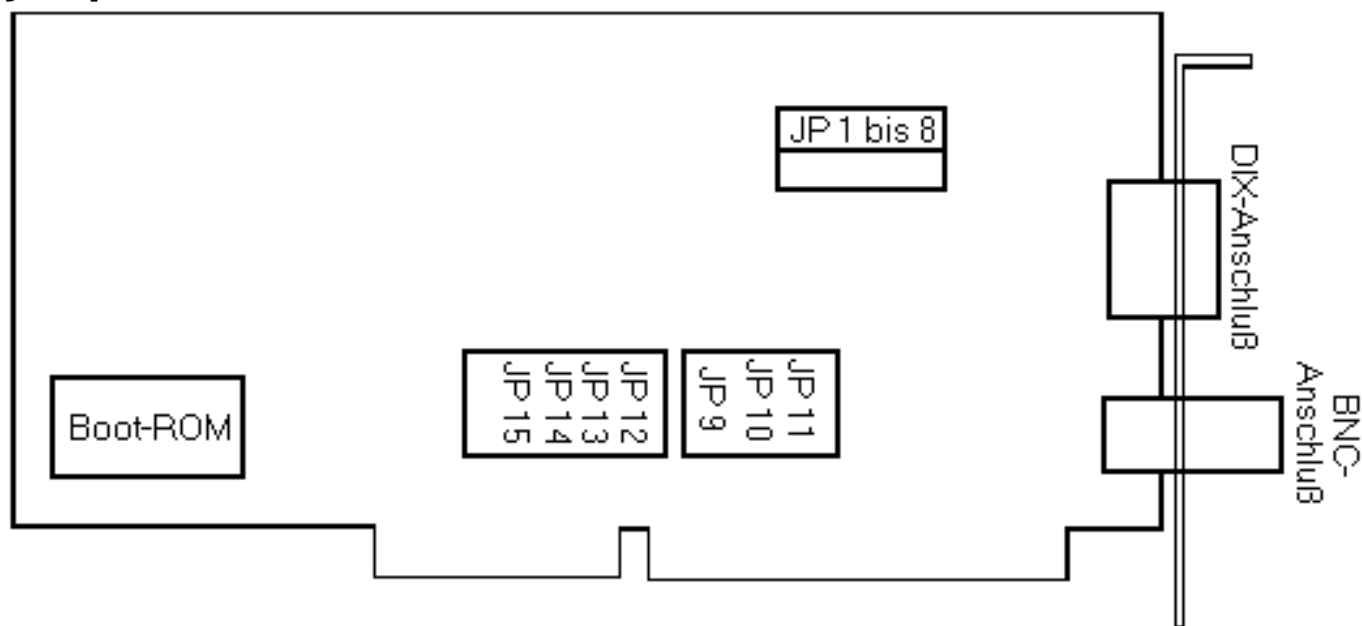 JP 1 bis 8
DIX-Anschluß
BNC-
Anschluß
JP 15
JP 14
JP 13
JP 12
JP 9
JP 10
JP 11
Boot-ROM